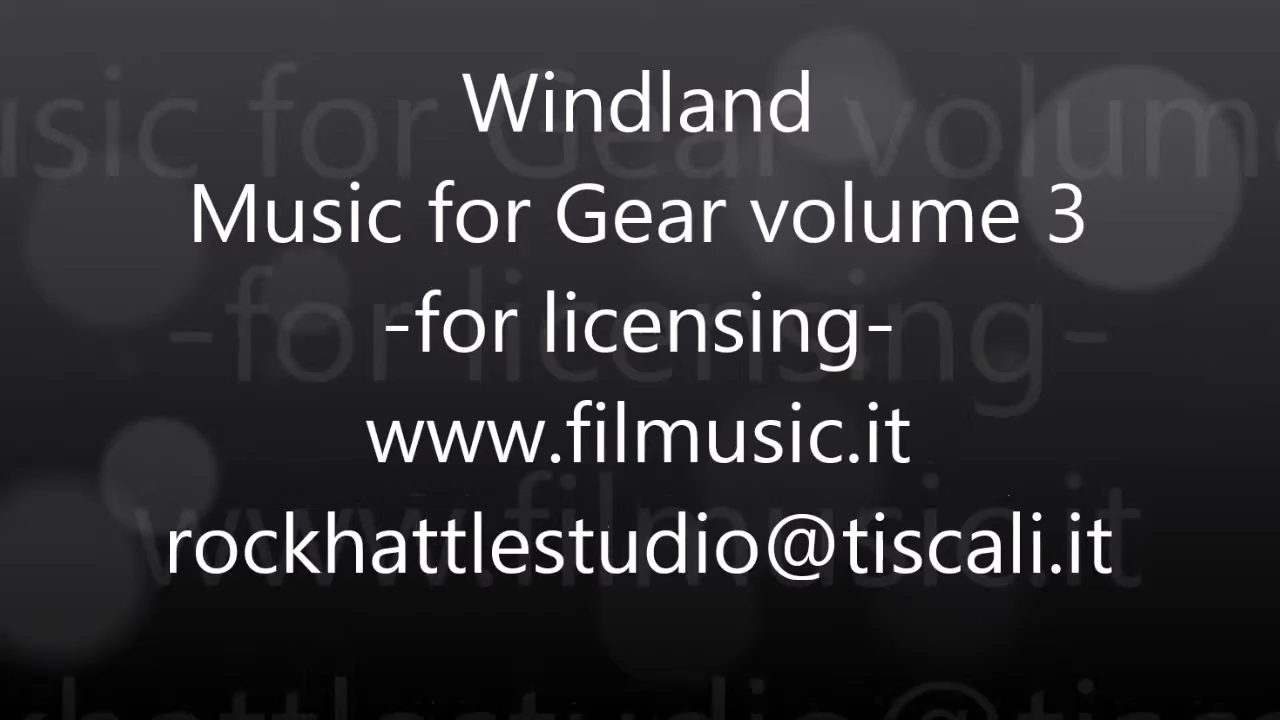 Windland
Music for Gear volume 3
-for licensing-
www.filmusic.it
rockhattlestudio@tiscali.it